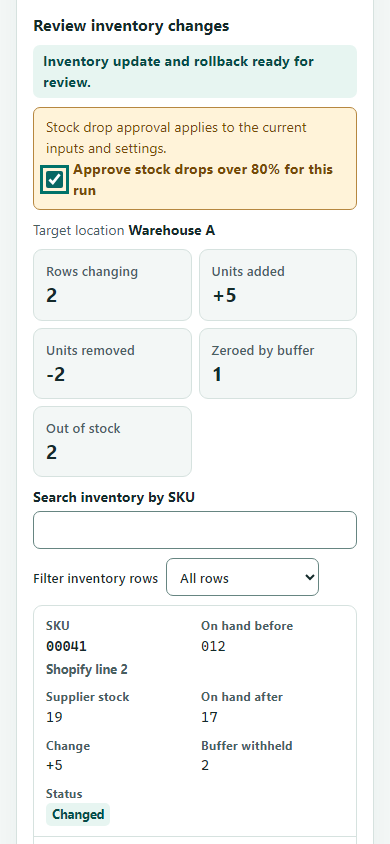 Review inventory changes
Inventory update and rollback ready for
review.
Stock drop approval applies to the current
inputs and settings.
Approve stock drops over 80% for this
run
Target location Warehouse A
Rows changing
2
Units added
+5
Units removed
-2
Zeroed by buffer
1
Out of stock
2
Search inventory by SKU
Filter inventory rows All rows
SKU
00041
Shopify line 2
On hand before
012
Supplier stock
19
On hand after
17
Change
+5
Buffer withheld
2
Status
Changed